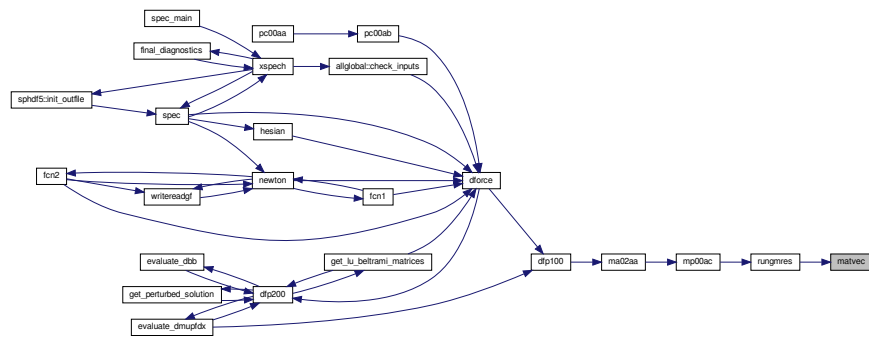 spec_main
pc00aa
pc00ab
final_diagnostics
xspech
allglobal::check_inputs
sphdf5::init_outfile
spec
hesian
fcn2
newton
dforce
writereadgf
fcn1
evaluate_dbb
get_lu_beltrami_matrices
dfp100
ma02aa
mp00ac
rungmres
matvec
get_perturbed_solution
dfp200
evaluate_dmupfdx